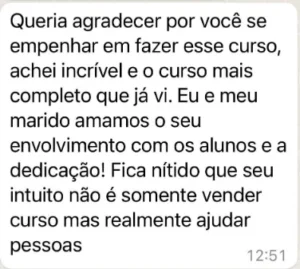 Queria agradecer por você se
empenhar em fazer esse curso,
achei incrível e o curso mais
completo que já vi. Eu e meu
marido amamos o seu
envolvimento com os alunos e a
dedicação! Fica nítido que seu
intuito não é somente vender
curso mas realmente ajudar
pessoas
12:51